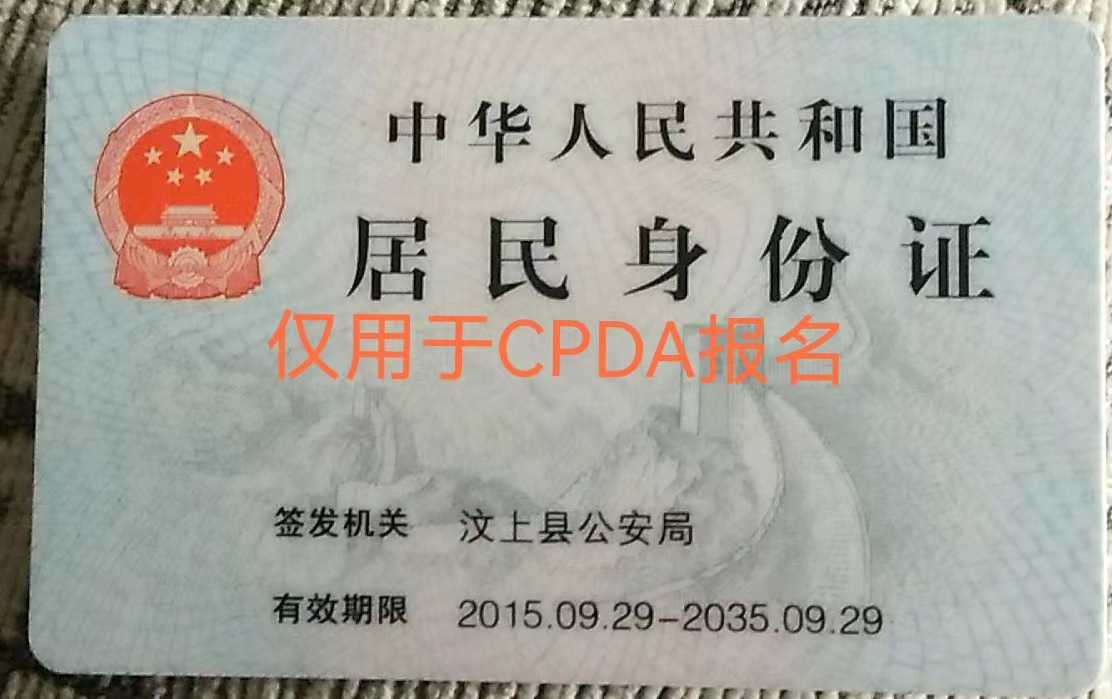 中华人民共和国
居民身份证
仅用于CPDA报名
签发机关 汶上县公安局
有效期限 2015.09.29-2035.09.29